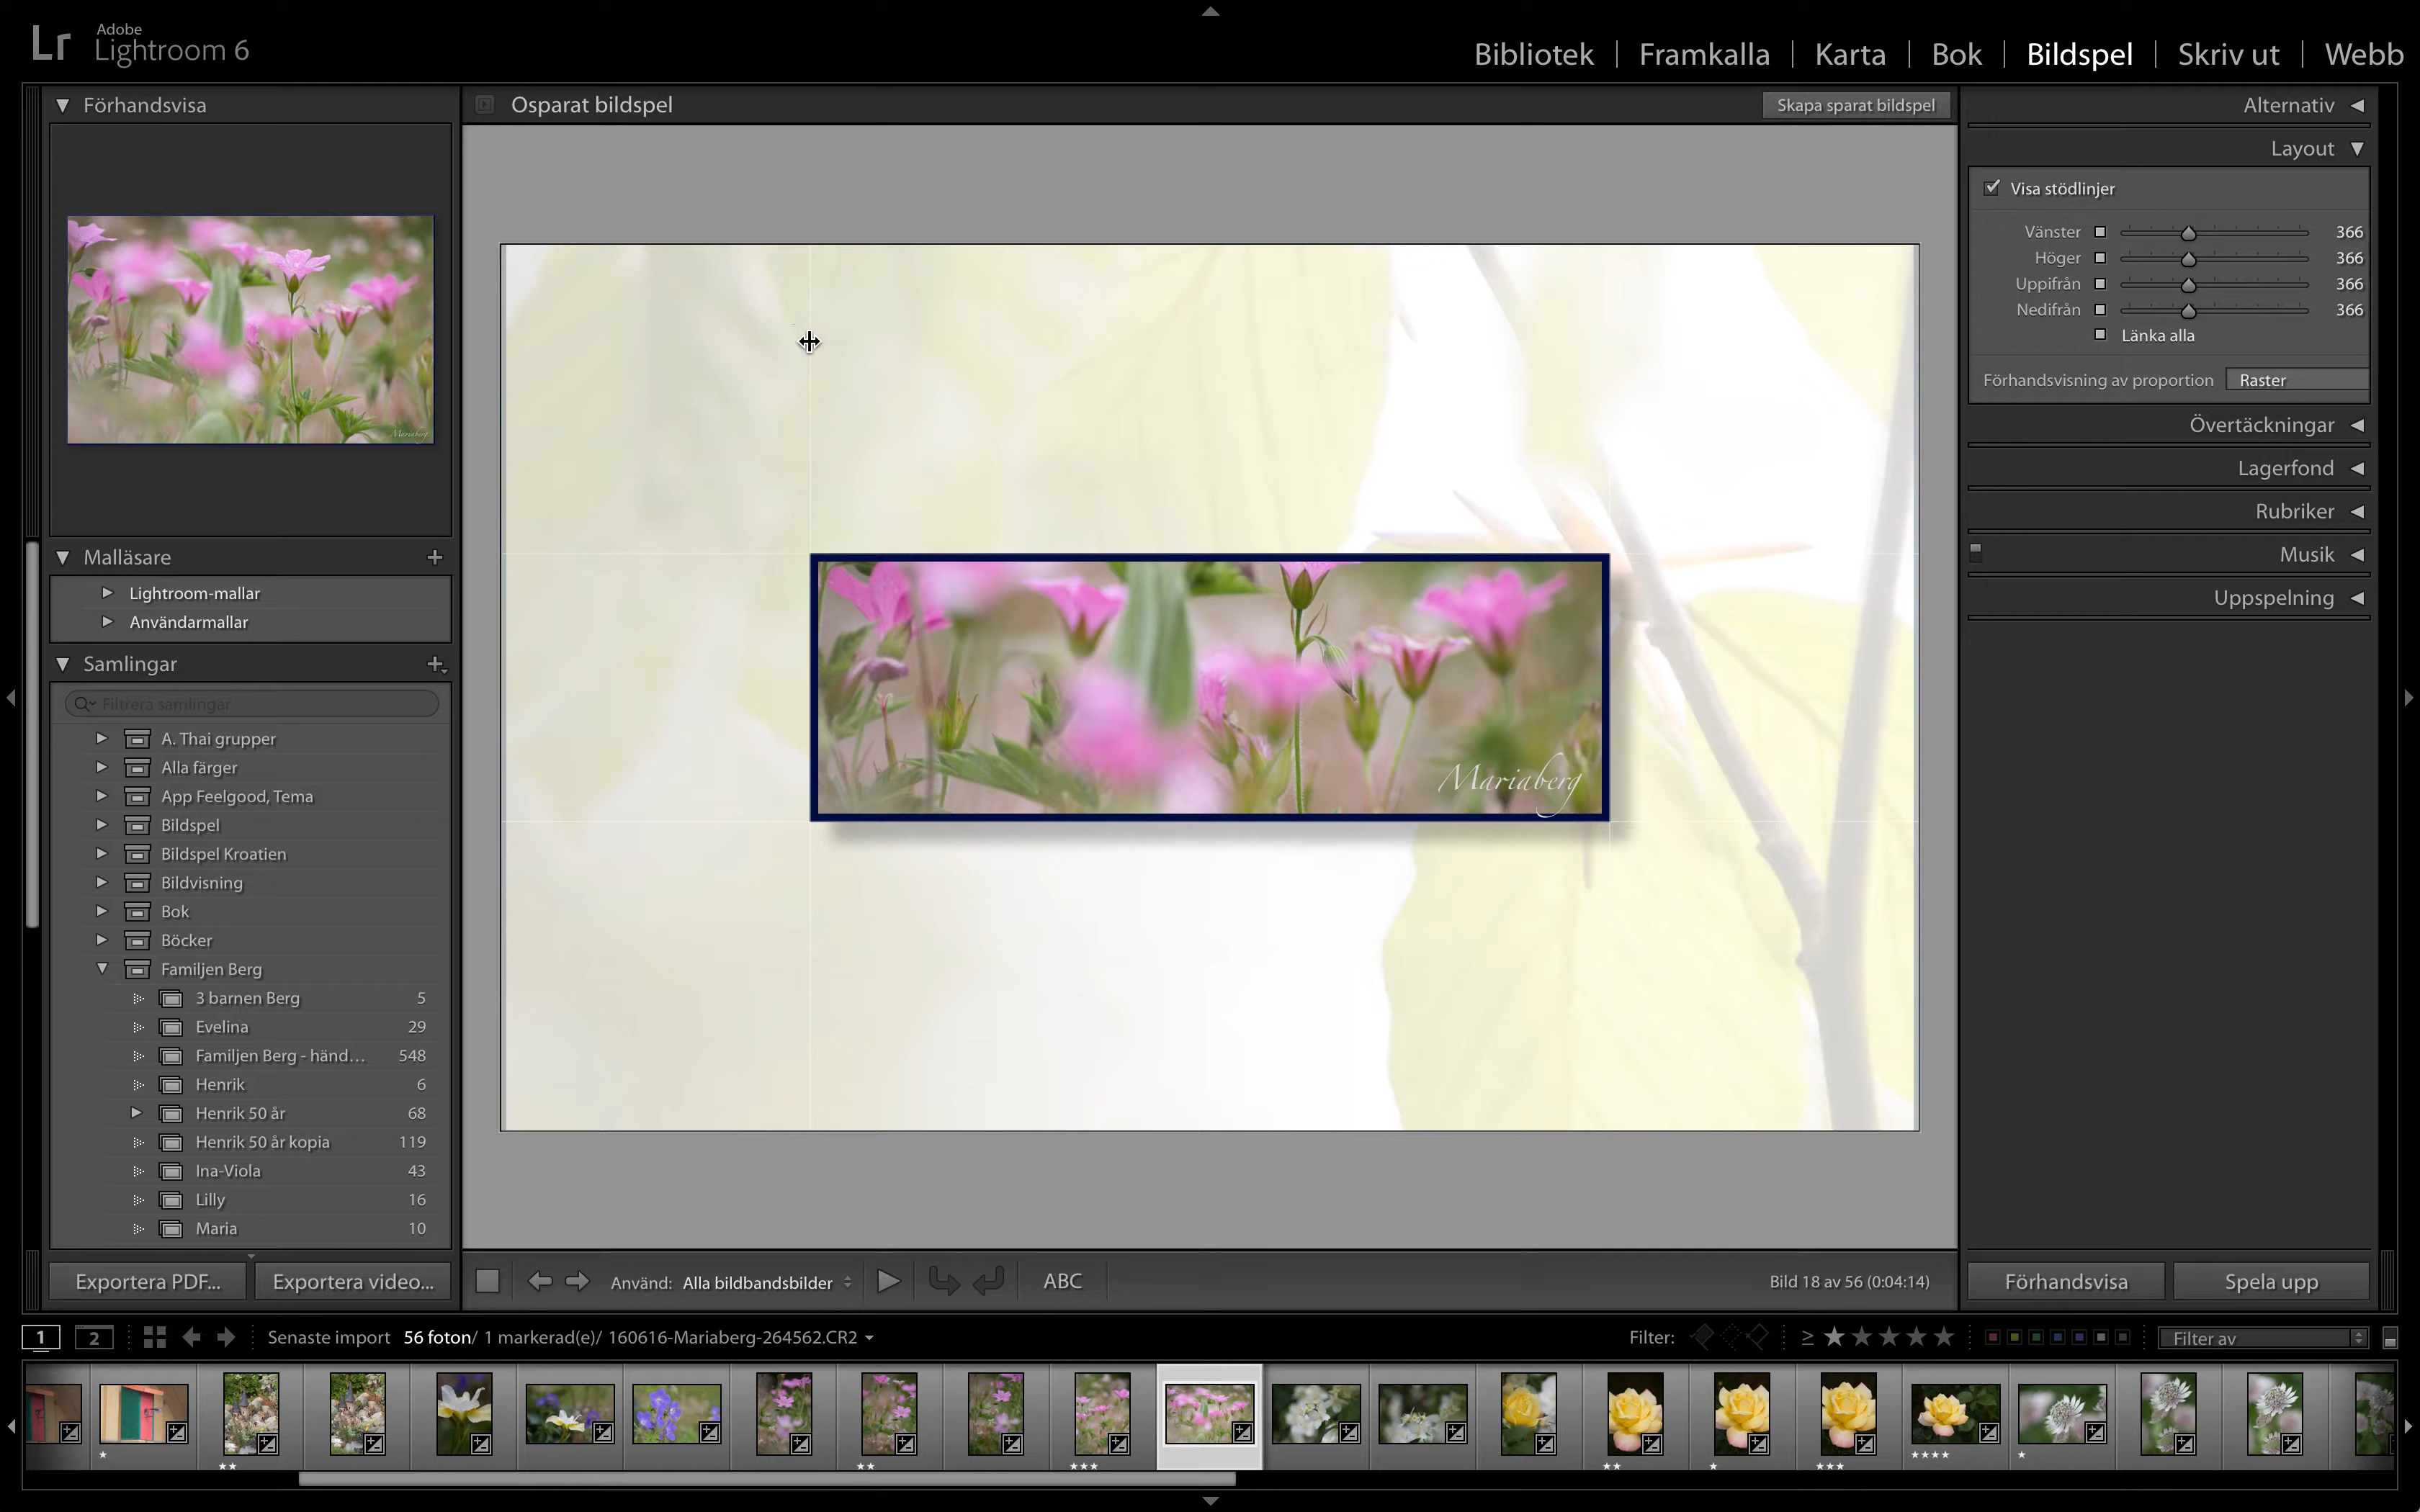 Lr Adobe
Lightroom 6
Bibliotek | Framkalla | Karta | Bok | Bildspel | Skriv ut | Webb
Förhandsvisa
Osparat bildspel
Skapa sparat bildspel
Alternativ
Layout
Visa stödlinjer
Vänster 366
Höger 366
Uppifrån 366
Nedifrån 366
Länka alla
Förhandsvisning av proportion Raster
Övertäckningar
Lagerfond
Rubriker
Musik
Uppspelning
Mariaberg
Mariaberg
Malläsare
Lightroom-mallar
Användarmallar
Samlingar
Filtrera samlingar
A. Thai grupper
Alla färger
App Feelgood, Tema
Bildspel
Bildspel Kroatien
Bildvisning
Bok
Böcker
Familjen Berg
3 barnen Berg 5
Evelina 29
Familjen Berg - händ... 548
Henrik 6
Henrik 50 år 68
Henrik 50 år kopia 119
Ina-Viola 43
Lilly 16
Maria 10
Exportera PDF... Exportera video...
Använd: Alla bildbandsbilder ABC Bild 18 av 56 (0:04:14)
Förhandsvisa Spela upp
1 2 Senaste import 56 foton/ 1 markerad(e)/ 160616-Mariaberg-264562.CR2 Filter: ≥ ★★★★★ Filter av